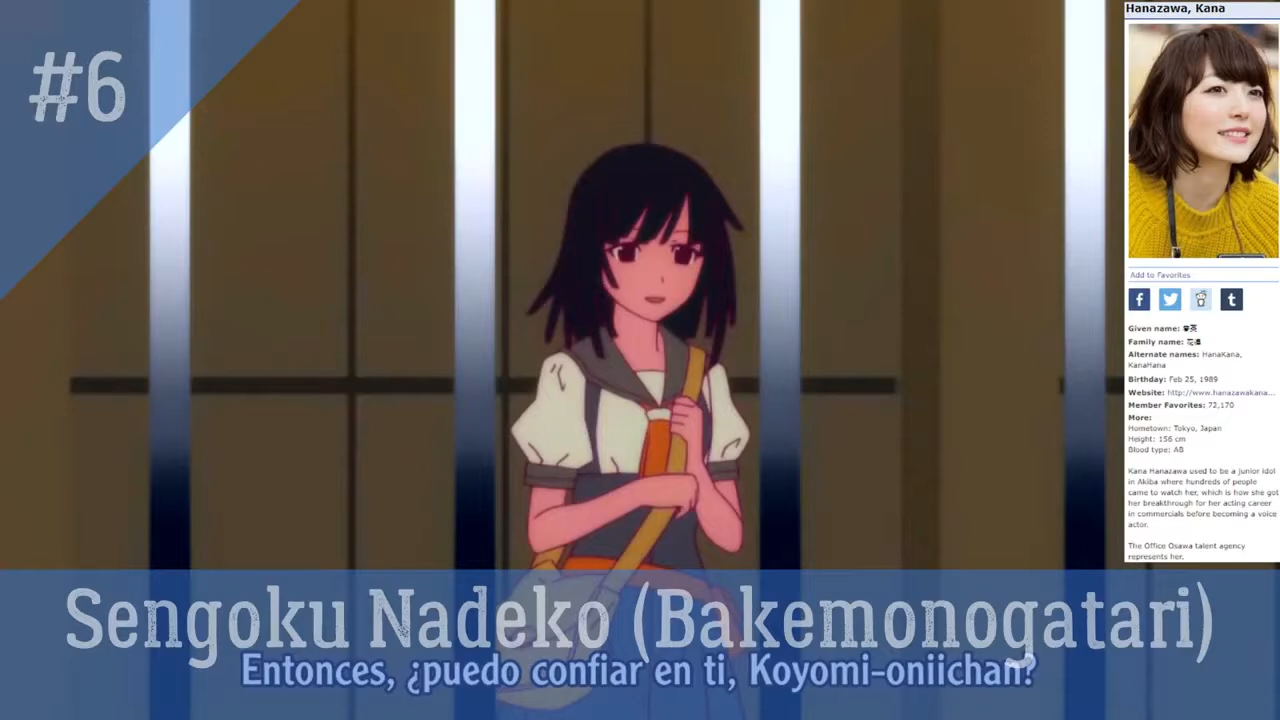 #6
Hanazawa, Kana
Add to Favorites
Given name: 香菜
Family name: 花澤
Alternate names: HanaKana,
KanaHana
Birthday: Feb 25, 1989
Website: http://www.hanazawakana...
Member Favorites: 72,170
More:
Hometown: Tokyo, Japan
Height: 156 cm
Blood type: AB
Kana Hanazawa used to be a junior idol
in Akiba where hundreds of people
came to watch her, which is how she got
her breakthrough for her acting career
in commercials before becoming a voice
actor.
The Office Osawa talent agency
represents her.
Sengoku Nadeko (Bakemonogatari)
Entonces, ¿puedo confiar en ti, Koyomi-oniichan?